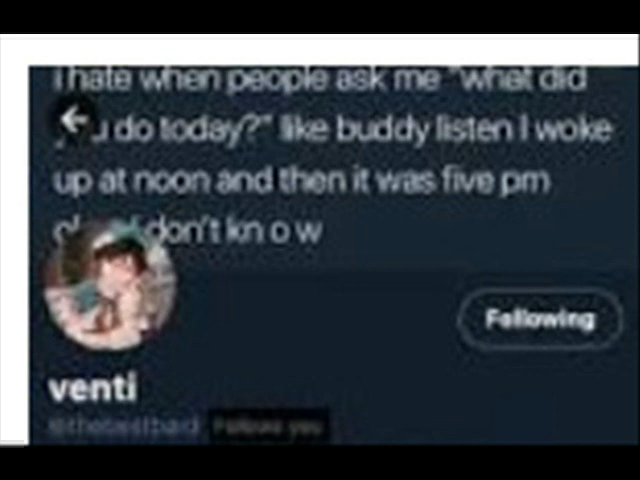 I hate when people ask me "what did
do today?" like buddy listen I woke
up at noon and then it was five pm
don't kn o w
Following
venti
@thebestbard Follows you